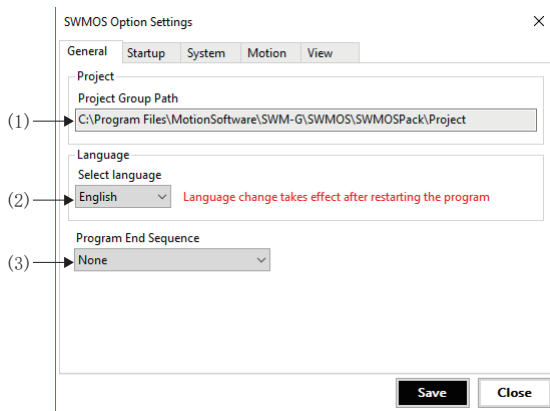 SWMOS Option Settings
General Startup System Motion View
Project
Project Group Path
(1) C:\Program Files\MotionSoftware\SWM-G\SWMOS\SWMOSPack\Project
Language
Select language
(2) English Language change takes effect after restarting the program
Program End Sequence
(3) None
Save Close